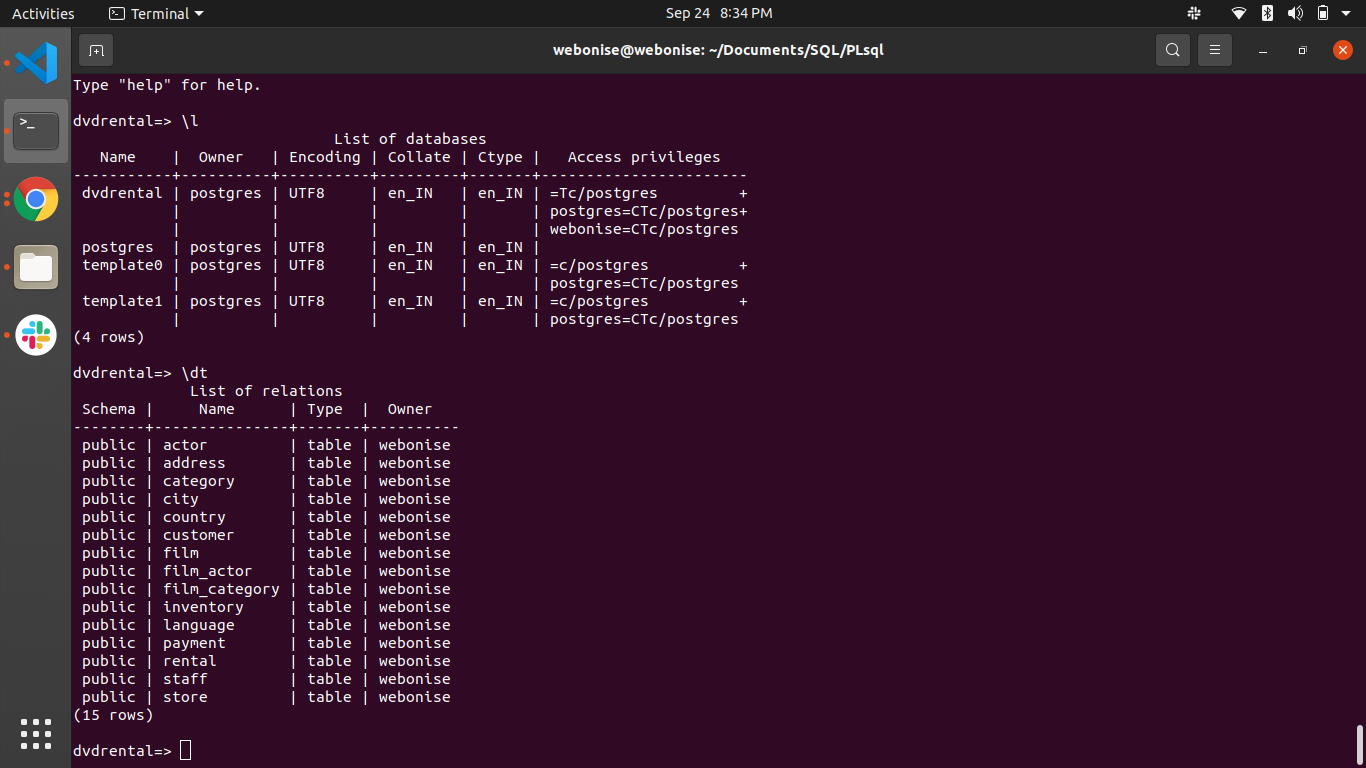 Activities Terminal Sep 24 8:34 PM
webonise@webonise: ~/Documents/SQL/PLsql
>_
Type "help" for help.
dvdrental=> \l
                             List of databases
   Name    |  Owner   | Encoding | Collate | Ctype |   Access privileges
-----------+----------+----------+---------+-------+-----------------------
 dvdrental | postgres | UTF8     | en_IN   | en_IN | =Tc/postgres         +
           |          |          |         |       | postgres=CTc/postgres+
           |          |          |         |       | webonise=CTc/postgres
 postgres  | postgres | UTF8     | en_IN   | en_IN |
 template0 | postgres | UTF8     | en_IN   | en_IN | =c/postgres          +
           |          |          |         |       | postgres=CTc/postgres
 template1 | postgres | UTF8     | en_IN   | en_IN | =c/postgres          +
           |          |          |         |       | postgres=CTc/postgres
(4 rows)
dvdrental=> \dt
             List of relations
 Schema |     Name      | Type  |  Owner
--------+---------------+-------+----------
 public | actor         | table | webonise
 public | address       | table | webonise
 public | category      | table | webonise
 public | city          | table | webonise
 public | country       | table | webonise
 public | customer      | table | webonise
 public | film          | table | webonise
 public | film_actor    | table | webonise
 public | film_category | table | webonise
 public | inventory     | table | webonise
 public | language      | table | webonise
 public | payment       | table | webonise
 public | rental        | table | webonise
 public | staff         | table | webonise
 public | store         | table | webonise
(15 rows)
dvdrental=>